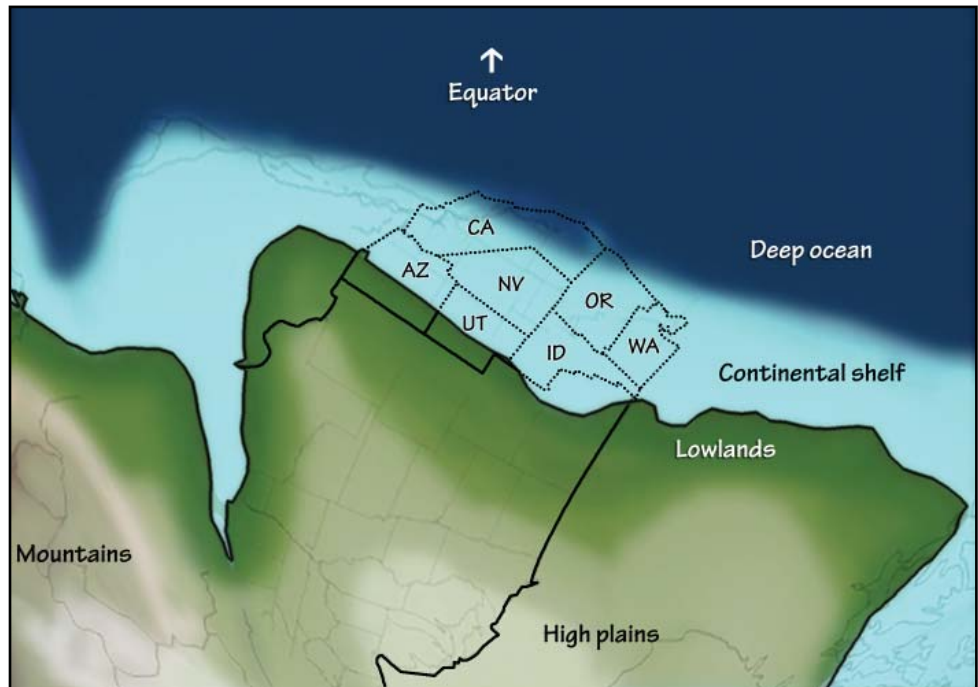 Equator
CA
Deep ocean
AZ
NV
OR
UT
ID
WA
Continental shelf
Lowlands
Mountains
High plains